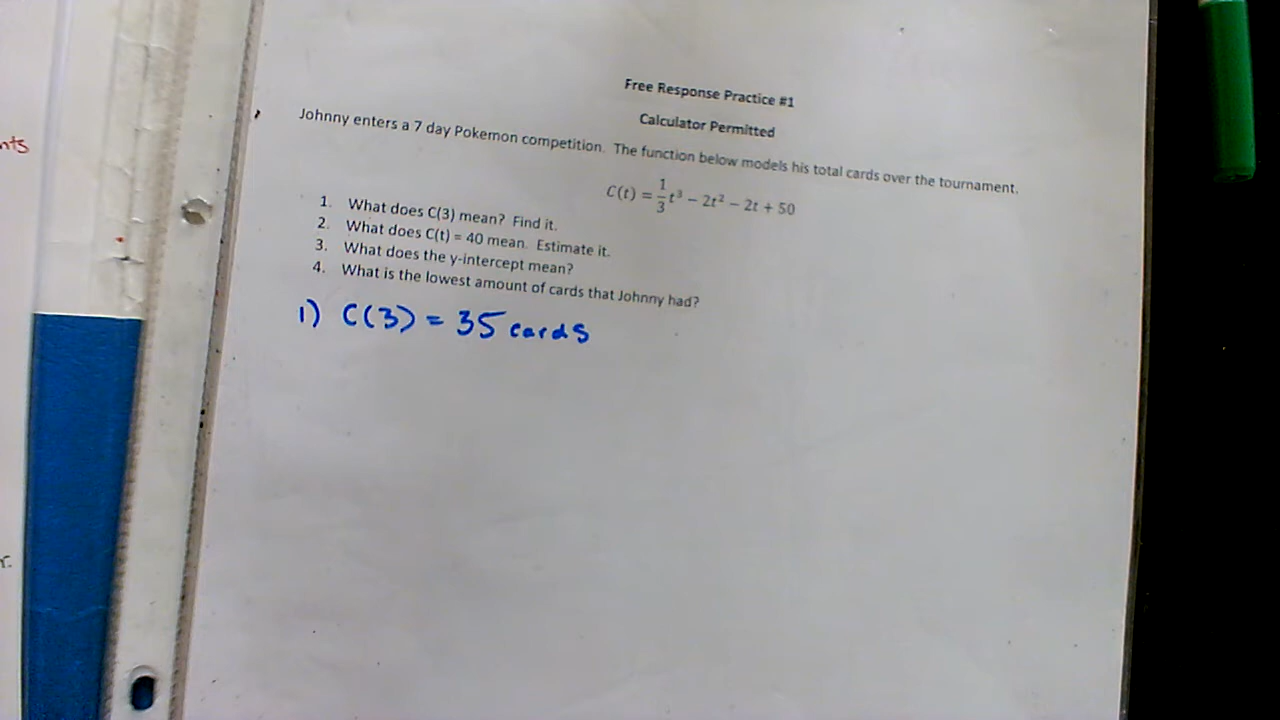 nts
r.
Free Response Practice #1
Calculator Permitted
Johnny enters a 7 day Pokemon competition. The function below models his total cards over the tournament.
C(t) = 1/3 t³ − 2t² − 2t + 50
1. What does C(3) mean? Find it.
2. What does C(t) = 40 mean. Estimate it.
3. What does the y-intercept mean?
4. What is the lowest amount of cards that Johnny had?
1) C(3) = 35 cards